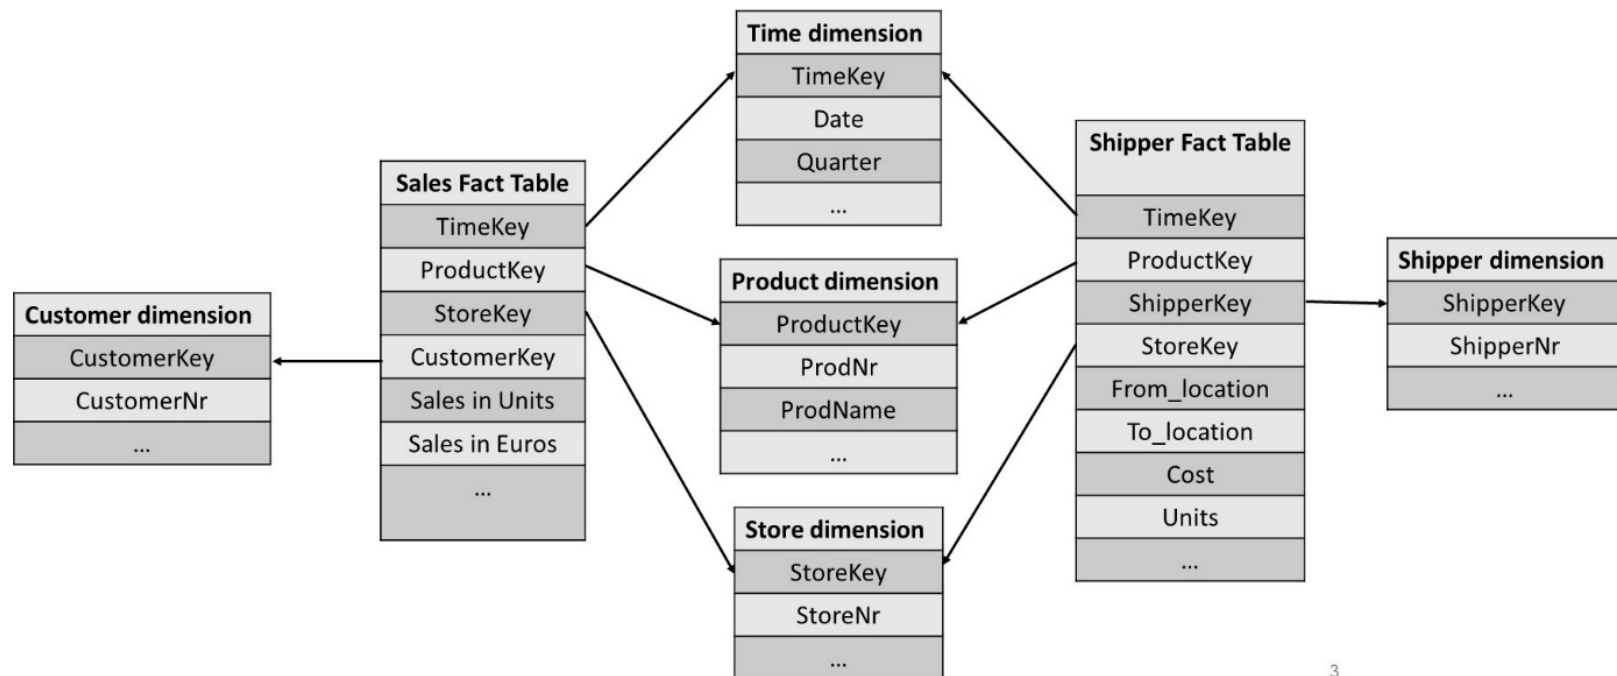 Time dimension
TimeKey
Date
Quarter
...
Sales Fact Table
TimeKey
ProductKey
StoreKey
CustomerKey
Sales in Units
Sales in Euros
...
Customer dimension
CustomerKey
CustomerNr
...
Product dimension
ProductKey
ProdNr
ProdName
...
Store dimension
StoreKey
StoreNr
...
Shipper Fact Table
TimeKey
ProductKey
ShipperKey
StoreKey
From_location
To_location
Cost
Units
...
Shipper dimension
ShipperKey
ShipperNr
...
3